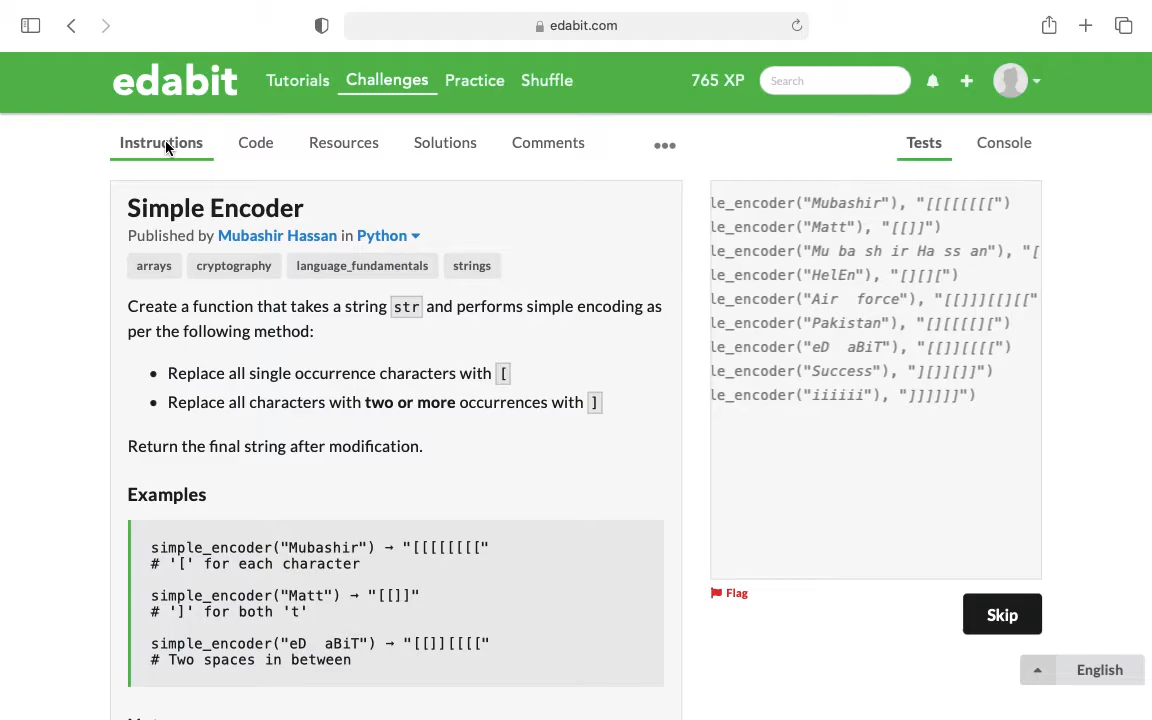 edabit.com
edabit Tutorials Challenges Practice Shuffle 765 XP Search
Instructions Code Resources Solutions Comments ••• Tests Console
Simple Encoder
Published by Mubashir Hassan in Python
arrays cryptography language_fundamentals strings
Create a function that takes a string str and performs simple encoding as
per the following method:
• Replace all single occurrence characters with [
• Replace all characters with two or more occurrences with ]
Return the final string after modification.
Examples
simple_encoder("Mubashir") → "[[[[[[[["
# '[' for each character
simple_encoder("Matt") → "[[]]"
# ']' for both 't'
simple_encoder("eD  aBiT") → "[[]][[[["
# Two spaces in between
le_encoder("Mubashir"), "[[[[[[[[")
le_encoder("Matt"), "[[]]")
le_encoder("Mu ba sh ir Ha ss an"), "[
le_encoder("HelEn"), "[][][")
le_encoder("Air  force"), "[[]]][[][["
le_encoder("Pakistan"), "[][[[[][")
le_encoder("eD  aBiT"), "[[]][[[[")
le_encoder("Success"), "][]][]]")
le_encoder("iiiiii"), "]]]]]]")
Flag
Skip
English